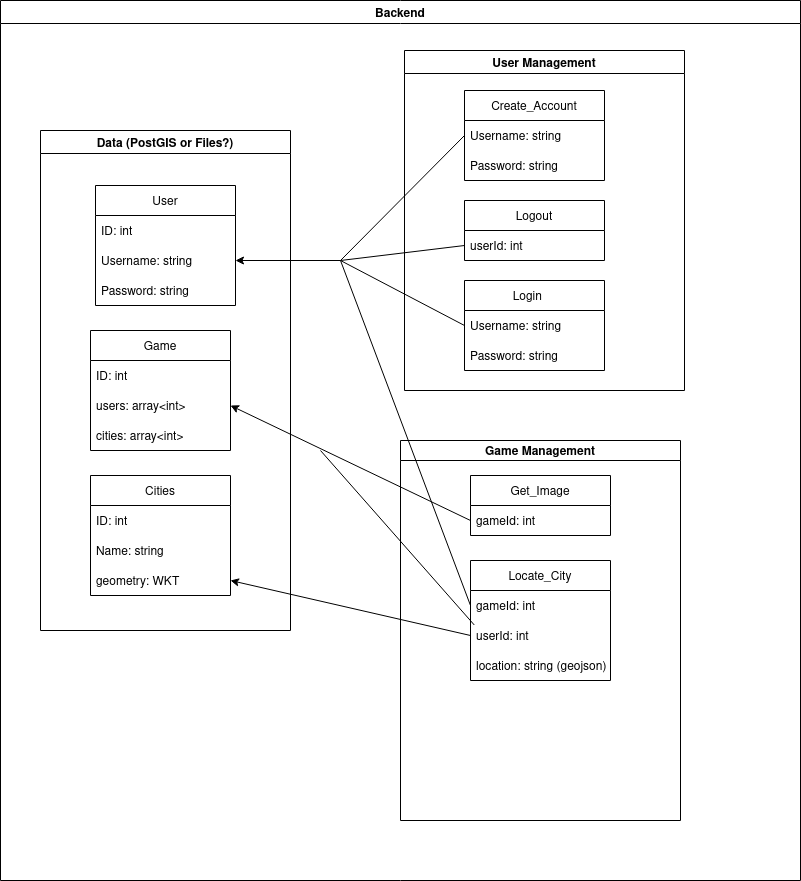 Backend
Data (PostGIS or Files?)
User
ID: int
Username: string
Password: string
Game
ID: int
users: array<int>
cities: array<int>
Cities
ID: int
Name: string
geometry: WKT
User Management
Create_Account
Username: string
Password: string
Logout
userId: int
Login
Username: string
Password: string
Game Management
Get_Image
gameId: int
Locate_City
gameId: int
userId: int
location: string (geojson)